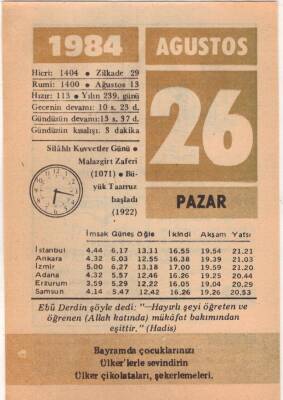 1984
AĞUSTOS
Hicri: 1404 ● Zilkade 29
Rumî: 1400 ● Ağustos 13
Hızır: 113 ● Yılın 239. günü
Gecenin devamı: 10 s. 23 d.
Gündüzün devamı: 13 s. 37 d.
Gündüzün kısalışı: 3 dakika
26
Silâhlı Kuvvetler Günü ●
Malazgirt Zaferi
(1071) ● Bü-
yük Taarruz
başladı
(1922)
PAZAR
İmsak Güneş Öğle İkindi Akşam Yatsı
İstanbul 4.44 6.17 13.11 16.55 19.54 21.21
Ankara 4.32 6.03 12.55 16.38 19.39 21.03
İzmir 5.00 6.27 13.18 17.00 19.59 21.20
Adana 4.32 5.57 12.46 16.26 19.25 20.44
Erzurum 3.59 5.29 12.22 16.05 19.04 20.29
Samsun 4.14 5.47 12.42 16.26 19.26 20.53
Ebû Derdin şöyle dedi: "—Hayırlı şeyi öğreten ve
öğrenen (Allah katında) mükâfat bakımından
eşittir." (Hadis)
Bayramda çocuklarınızı
Ülker'lerle sevindirin
Ülker çikolataları, şekerlemeleri.